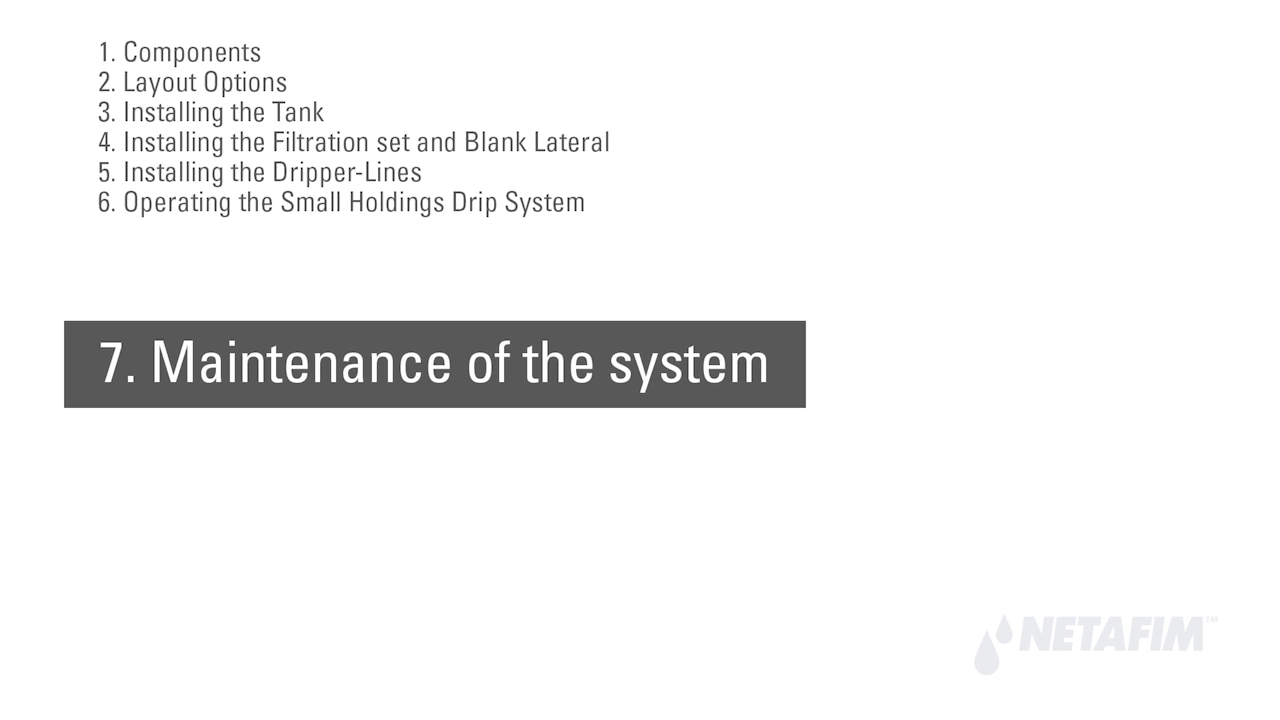 1. Components
2. Layout Options
3. Installing the Tank
4. Installing the Filtration set and Blank Lateral
5. Installing the Dripper-Lines
6. Operating the Small Holdings Drip System
7. Maintenance of the system
NETAFIM™